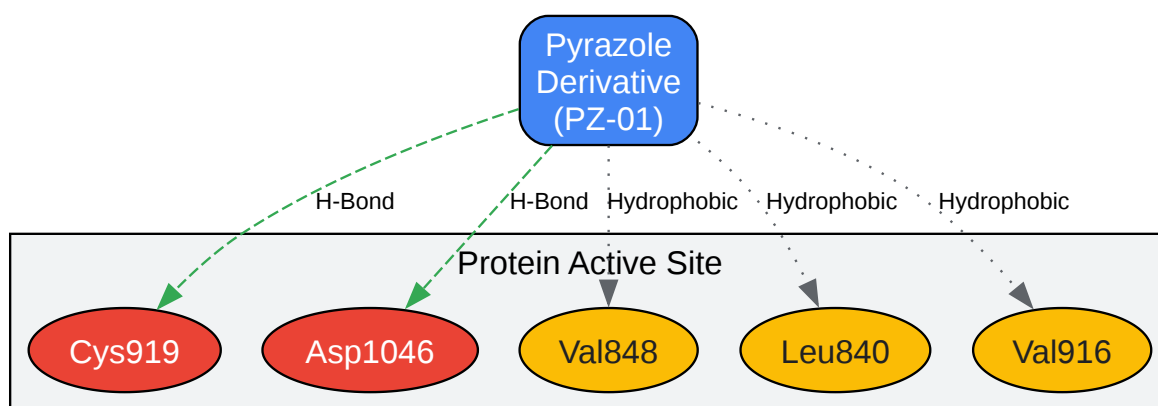 Pyrazole
Derivative
(PZ-01)
H-Bond
H-Bond
Hydrophobic
Hydrophobic
Hydrophobic
Protein Active Site
Cys919
Asp1046
Val848
Leu840
Val916